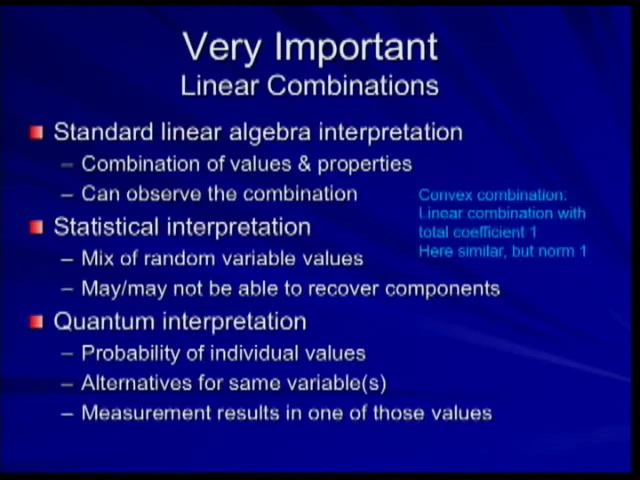 Very Important
Linear Combinations
Standard linear algebra interpretation
– Combination of values & properties
– Can observe the combination
Convex combination:
Linear combination with
total coefficient 1
Here similar, but norm 1
Statistical interpretation
– Mix of random variable values
– May/may not be able to recover components
Quantum interpretation
– Probability of individual values
– Alternatives for same variable(s)
– Measurement results in one of those values